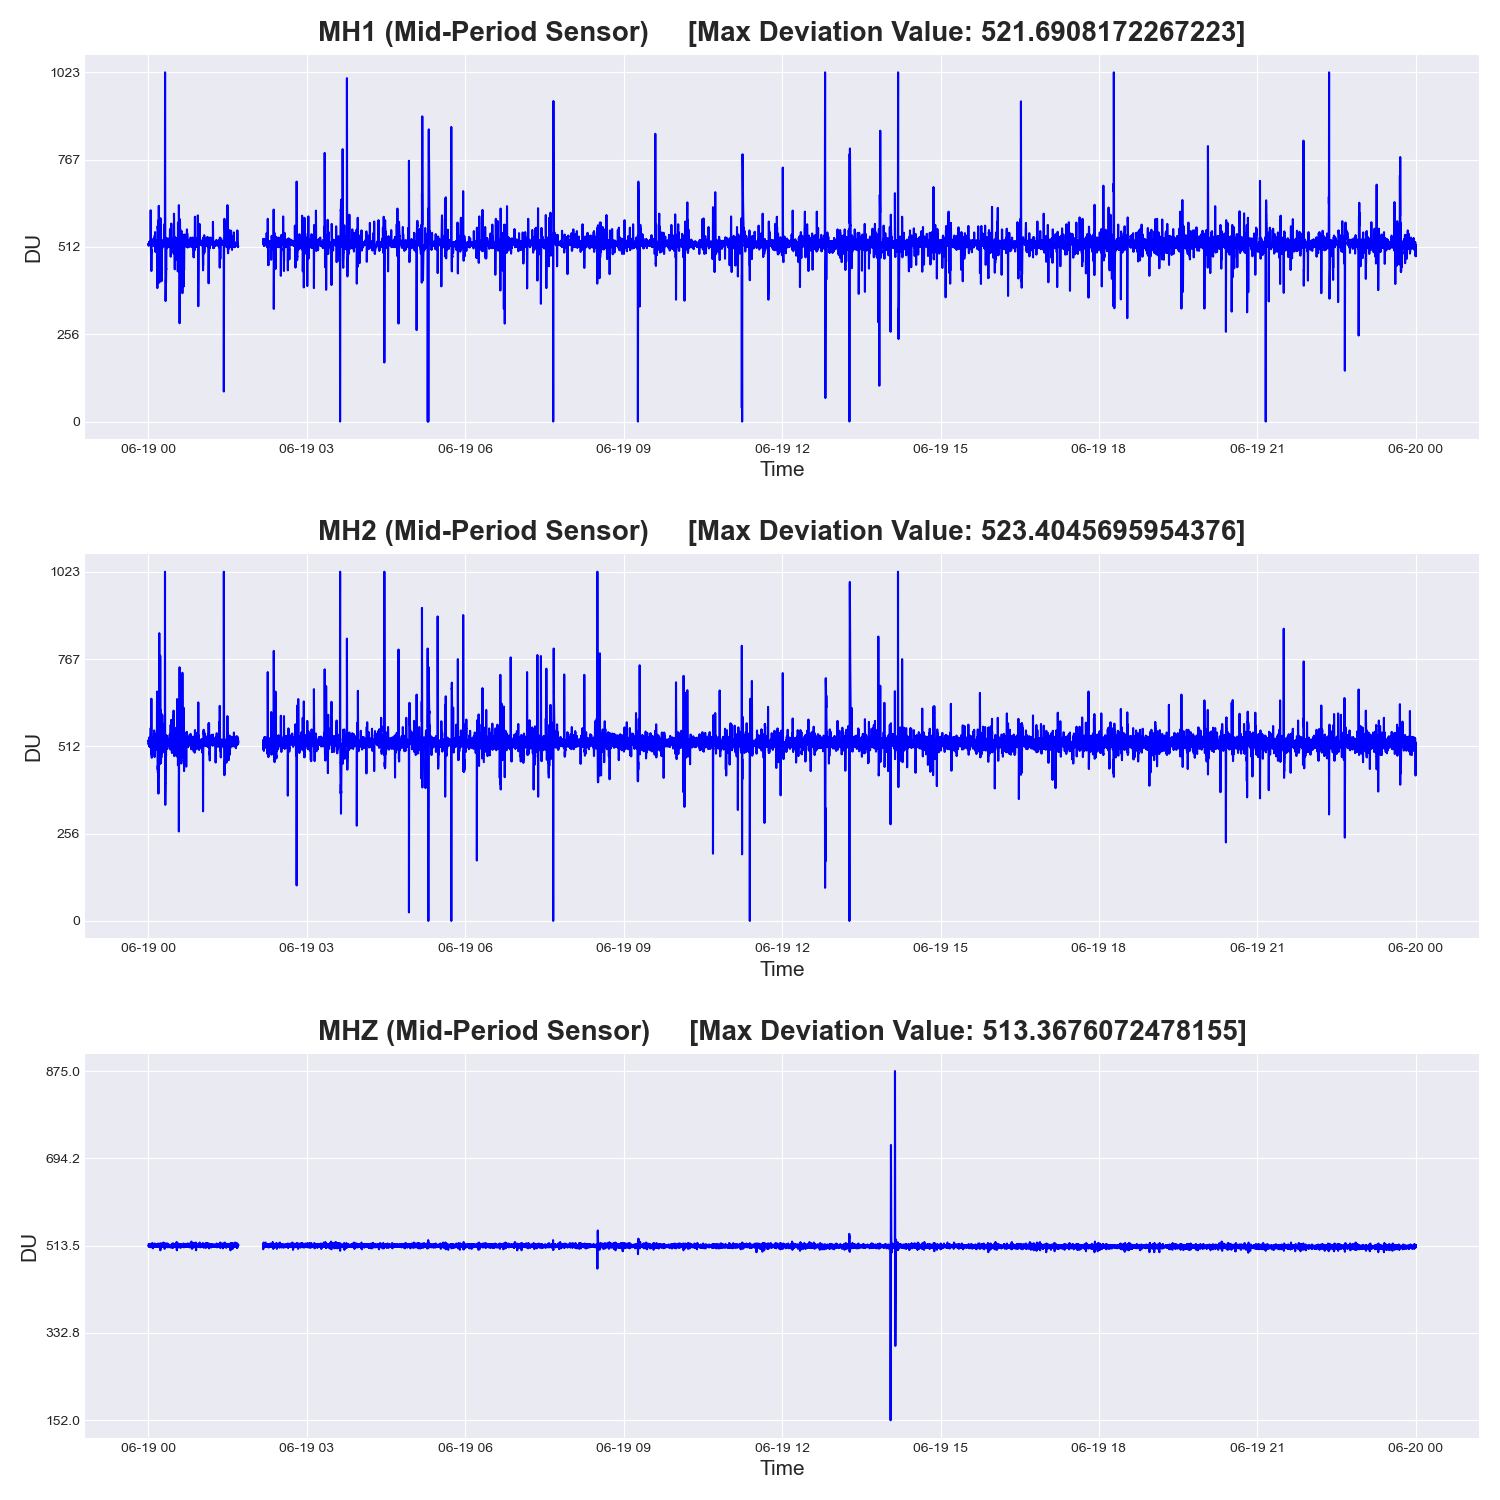 MH1 (Mid-Period Sensor) [Max Deviation Value: 521.6908172267223]
1023
767
512
256
0
DU
06-19 00 06-19 03 06-19 06 06-19 09 06-19 12 06-19 15 06-19 18 06-19 21 06-20 00
Time
MH2 (Mid-Period Sensor) [Max Deviation Value: 523.4045695954376]
1023
767
512
256
0
DU
06-19 00 06-19 03 06-19 06 06-19 09 06-19 12 06-19 15 06-19 18 06-19 21 06-20 00
Time
MHZ (Mid-Period Sensor) [Max Deviation Value: 513.3676072478155]
875.0
694.2
513.5
332.8
152.0
DU
06-19 00 06-19 03 06-19 06 06-19 09 06-19 12 06-19 15 06-19 18 06-19 21 06-20 00
Time